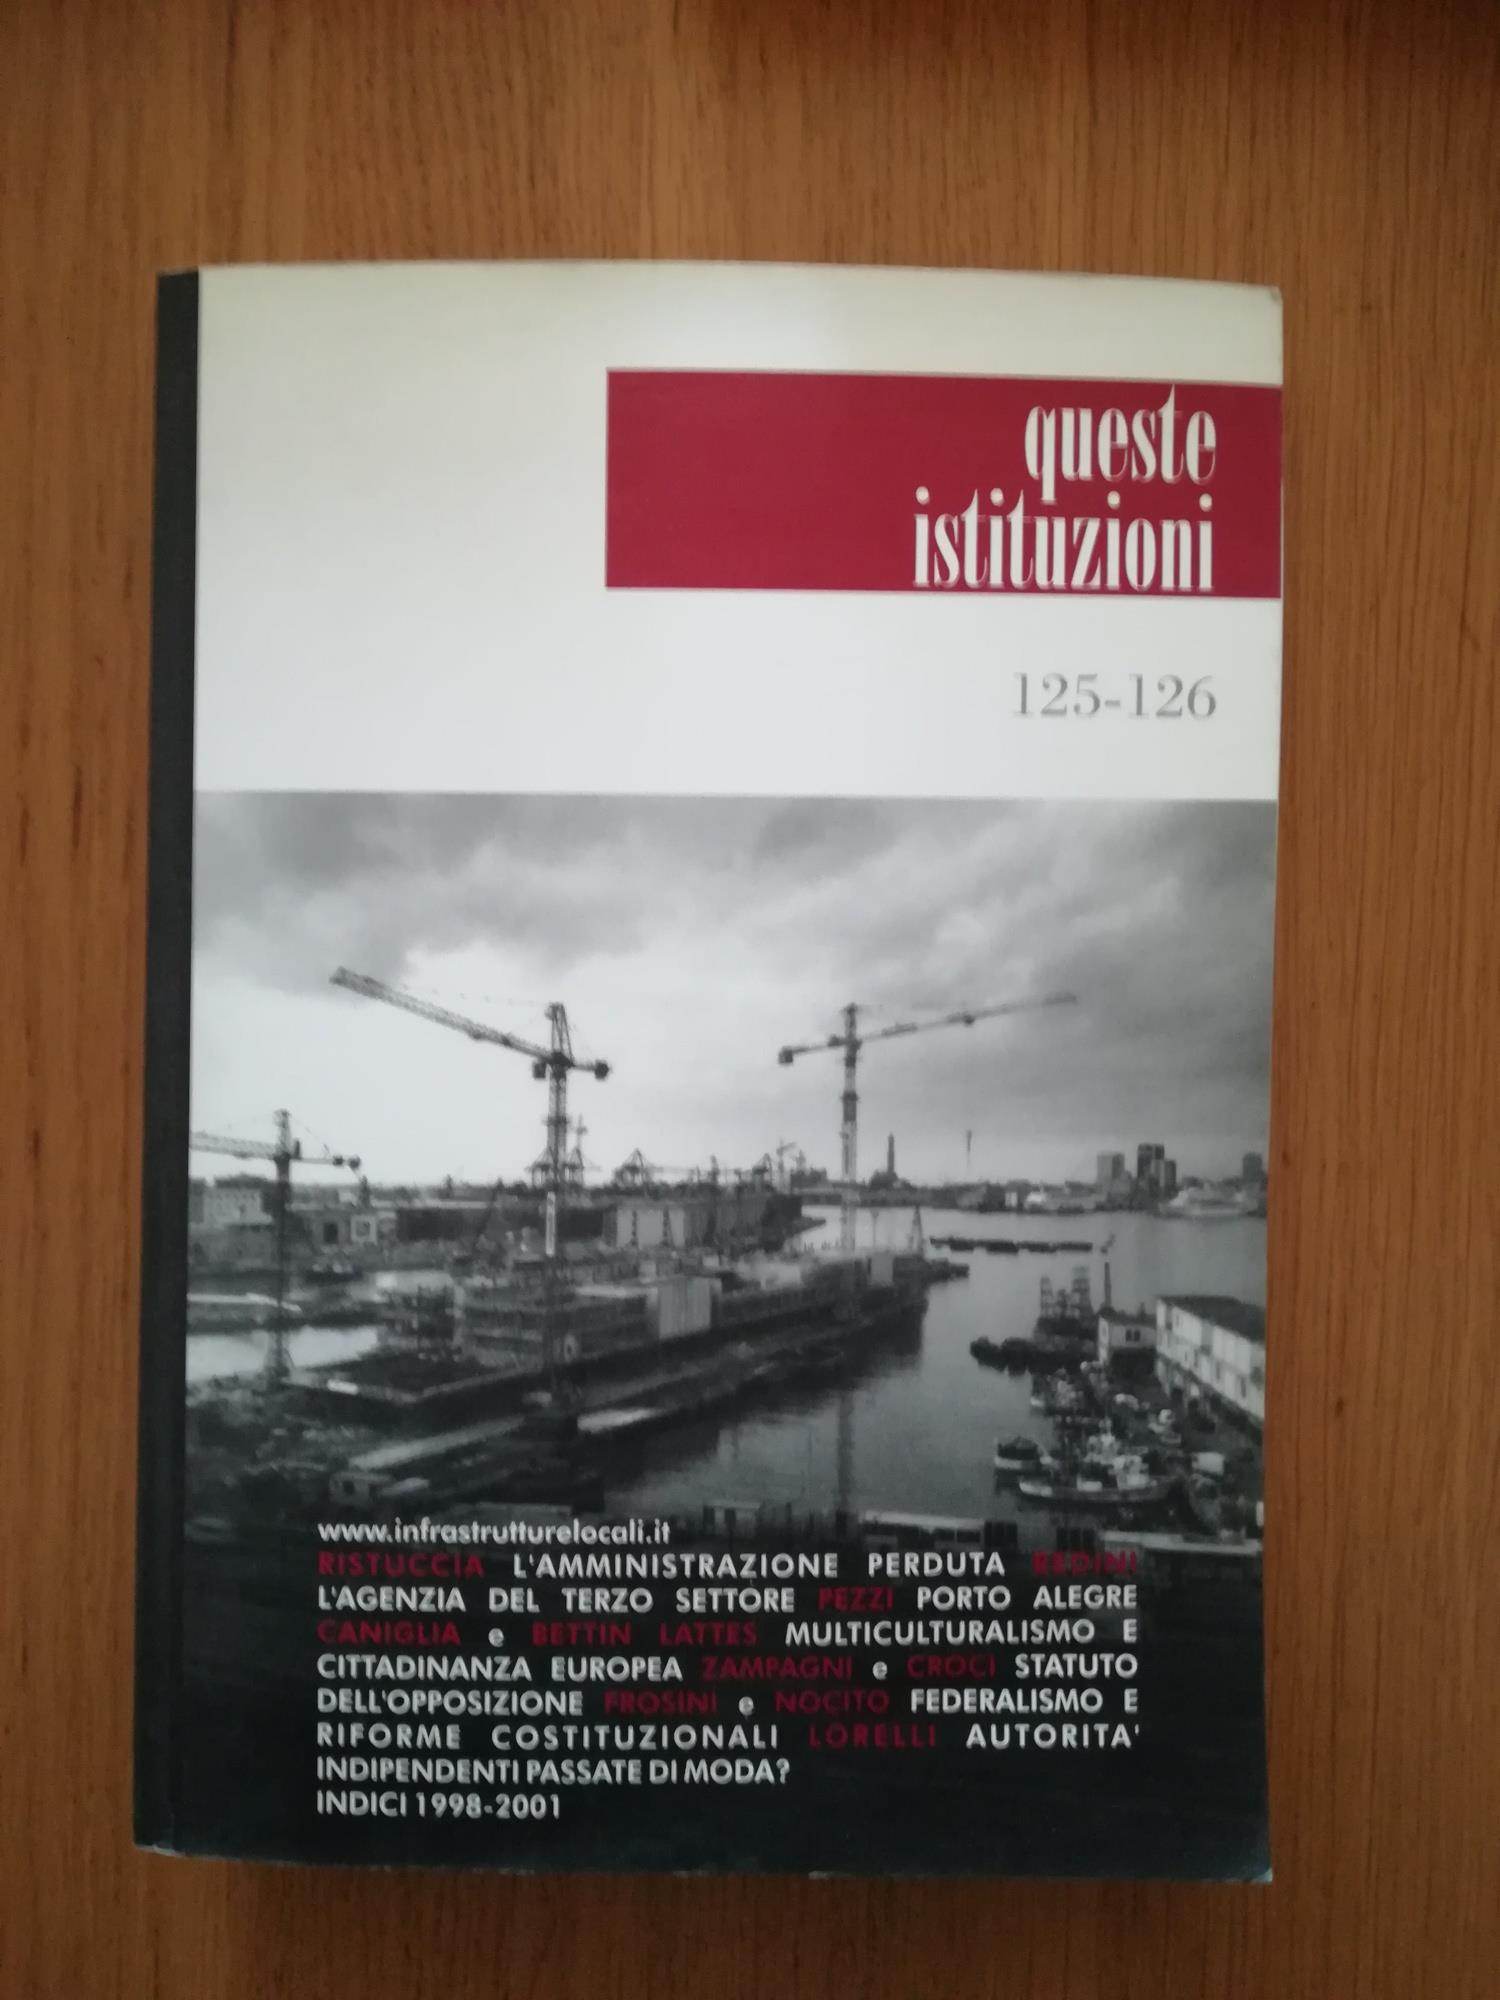 queste
istituzioni
125-126
www.infrastrutturelocali.it
RISTUCCIA L'AMMINISTRAZIONE PERDUTA BEDINI
L'AGENZIA DEL TERZO SETTORE PEZZI PORTO ALEGRE
CANIGLIA e BETTIN LATTES MULTICULTURALISMO E
CITTADINANZA EUROPEA ZAMPAGNI e CROCI STATUTO
DELL'OPPOSIZIONE FROSINI e NOCITO FEDERALISMO E
RIFORME COSTITUZIONALI LORELLI AUTORITA'
INDIPENDENTI PASSATE DI MODA?
INDICI 1998-2001